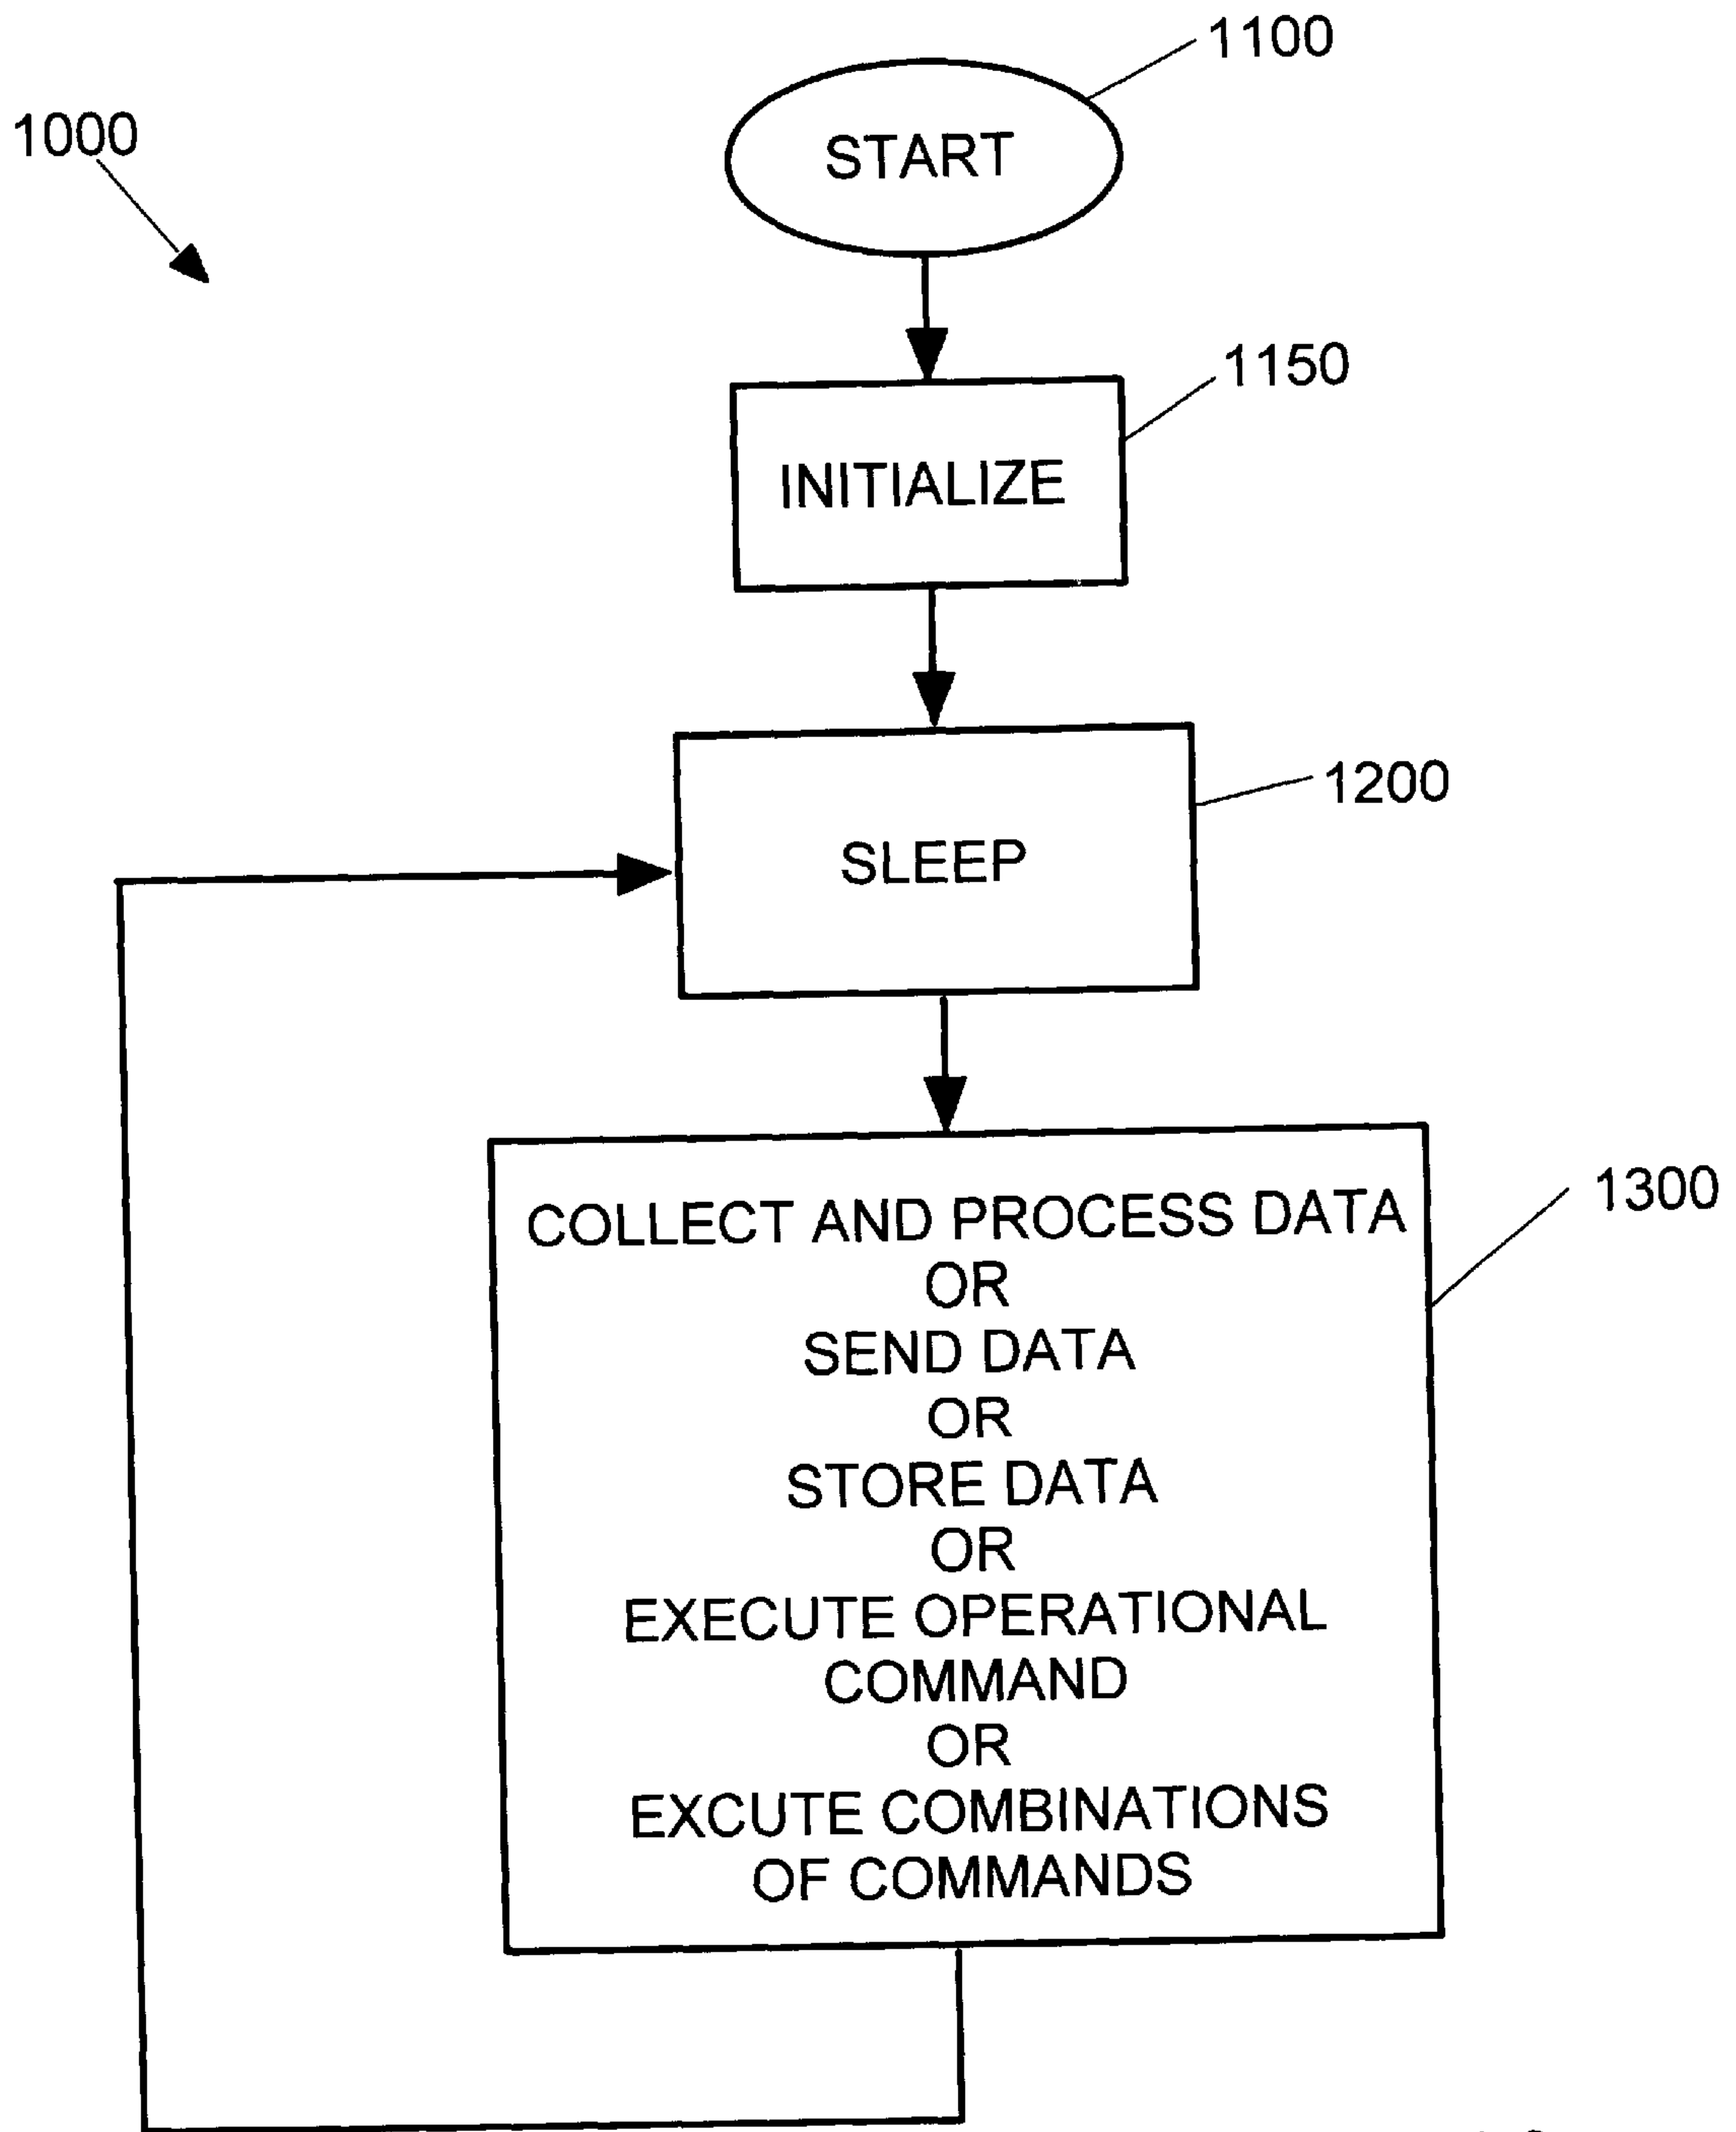 1100
1000
START
1150
INITIALIZE
1200
SLEEP
1300
COLLECT AND PROCESS DATA
OR
SEND DATA
OR
STORE DATA
OR
EXECUTE OPERATIONAL
COMMAND
OR
EXCUTE COMBINATIONS
OF COMMANDS